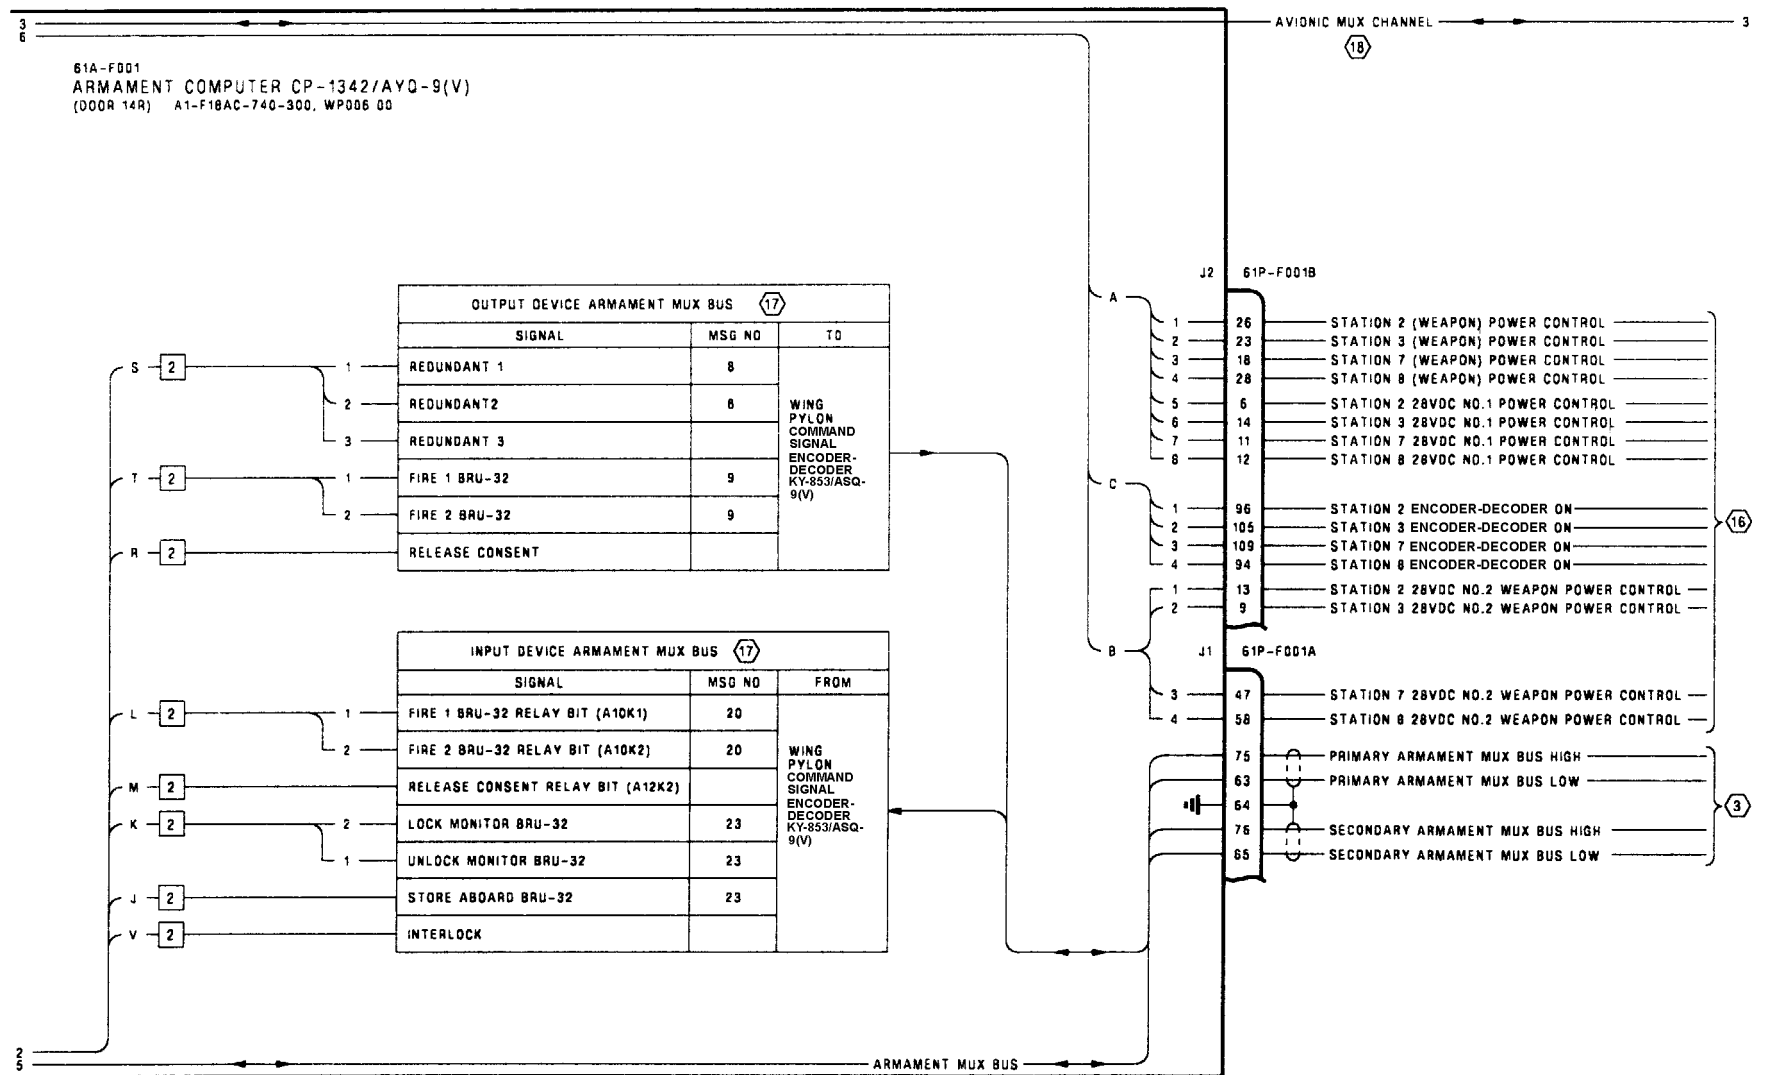 3 AVIONIC MUX CHANNEL 3
6
18
61A-F001
ARMAMENT COMPUTER CP-1342/AYQ-9(V)
(DOOR 14R) A1-F18AC-740-300, WP006 00
J2 61P-F001B
A
1 26 STATION 2 (WEAPON) POWER CONTROL
2 23 STATION 3 (WEAPON) POWER CONTROL
3 18 STATION 7 (WEAPON) POWER CONTROL
4 28 STATION 8 (WEAPON) POWER CONTROL
5 6 STATION 2 28VDC NO.1 POWER CONTROL
6 14 STATION 3 28VDC NO.1 POWER CONTROL
7 11 STATION 7 28VDC NO.1 POWER CONTROL
8 12 STATION 8 28VDC NO.1 POWER CONTROL
C
1 96 STATION 2 ENCODER-DECODER ON
2 105 STATION 3 ENCODER-DECODER ON
3 109 STATION 7 ENCODER-DECODER ON
4 94 STATION 8 ENCODER-DECODER ON
16
1 13 STATION 2 28VDC NO.2 WEAPON POWER CONTROL
2 9 STATION 3 28VDC NO.2 WEAPON POWER CONTROL
B
J1 61P-F001A
3 47 STATION 7 28VDC NO.2 WEAPON POWER CONTROL
4 58 STATION 8 28VDC NO.2 WEAPON POWER CONTROL
75 PRIMARY ARMAMENT MUX BUS HIGH
63 PRIMARY ARMAMENT MUX BUS LOW
64
3
76 SECONDARY ARMAMENT MUX BUS HIGH
65 SECONDARY ARMAMENT MUX BUS LOW
OUTPUT DEVICE ARMAMENT MUX BUS 17
SIGNAL MSG NO TO
S 2 1 REDUNDANT 1 8
2 REDUNDANT2 8
3 REDUNDANT 3
T 2 1 FIRE 1 BRU-32 9
2 FIRE 2 BRU-32 9
R 2 RELEASE CONSENT
WING
PYLON
COMMAND
SIGNAL
ENCODER-
DECODER
KY-853/ASQ-
9(V)
INPUT DEVICE ARMAMENT MUX BUS 17
SIGNAL MSG NO FROM
L 2 1 FIRE 1 BRU-32 RELAY BIT (A10K1) 20
2 FIRE 2 BRU-32 RELAY BIT (A10K2) 20
M 2 RELEASE CONSENT RELAY BIT (A12K2)
K 2 2 LOCK MONITOR BRU-32 23
1 UNLOCK MONITOR BRU-32 23
J 2 STORE ABOARD BRU-32 23
V 2 INTERLOCK
WING
PYLON
COMMAND
SIGNAL
ENCODER-
DECODER
KY-853/ASQ-
9(V)
2
5 ARMAMENT MUX BUS